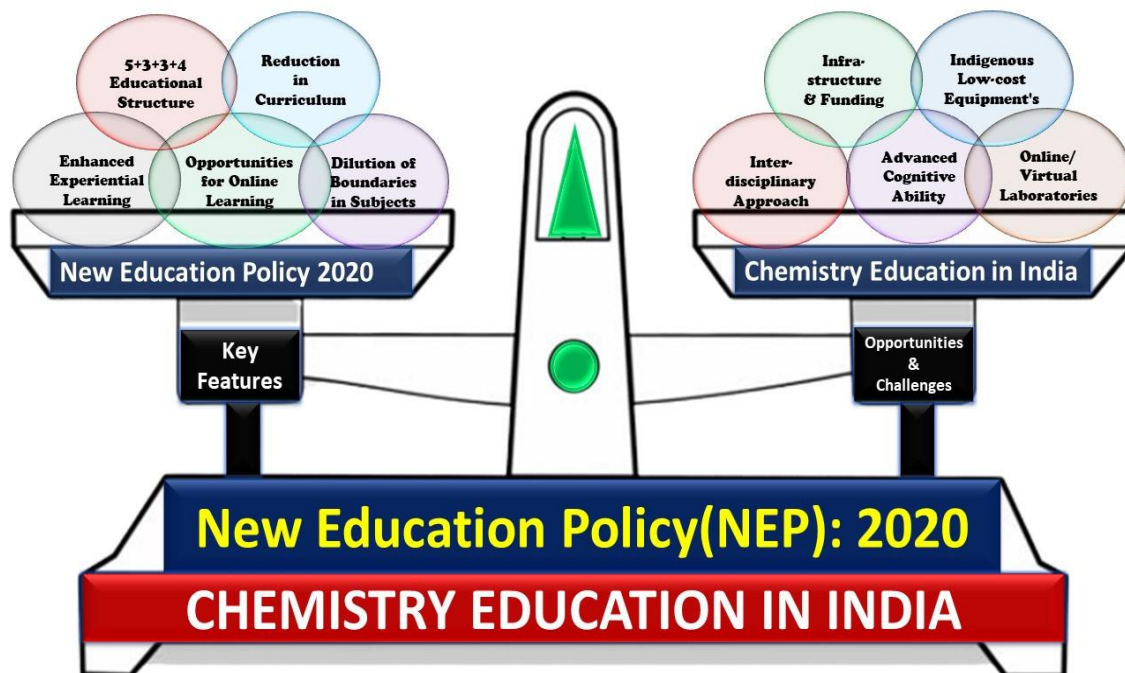 5+3+3+4
Educational
Structure
Reduction
in
Curriculum
Enhanced
Experiential
Learning
Opportunities
for Online
Learning
Dilution of
Boundaries
in Subjects
New Education Policy 2020
Key
Features
Infra-
structure
& Funding
Indigenous
Low-cost
Equipment's
Inter-
disciplinary
Approach
Advanced
Cognitive
Ability
Online/
Virtual
Laboratories
Chemistry Education in India
Opportunities
&
Challenges
New Education Policy(NEP): 2020
CHEMISTRY EDUCATION IN INDIA